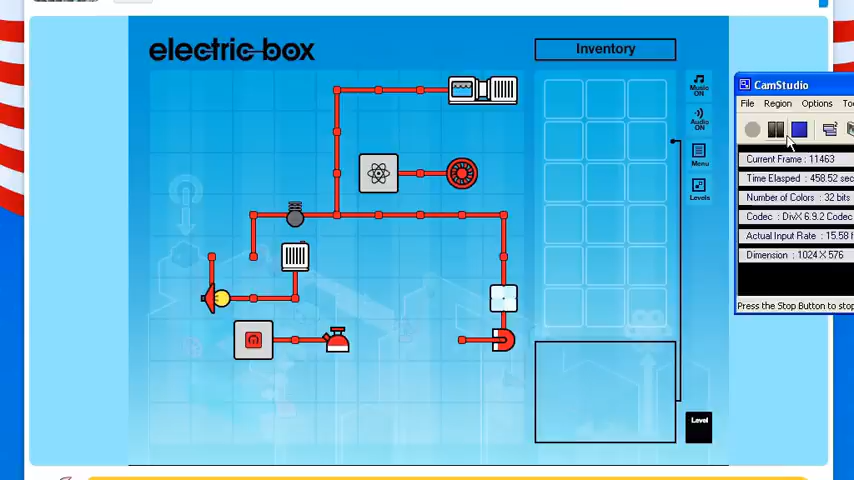 electric box
Inventory
Music
ON
Audio
ON
Menu
Levels
Level
CamStudio
File Region Options
Current Frame : 11463
Time Elasped : 458.52 sec
Number of Colors : 32 bits
Codec : DivX 6.9.2 Codec
Actual Input Rate : 15.58
Dimension : 1024 X 576
Press the Stop Button to stop